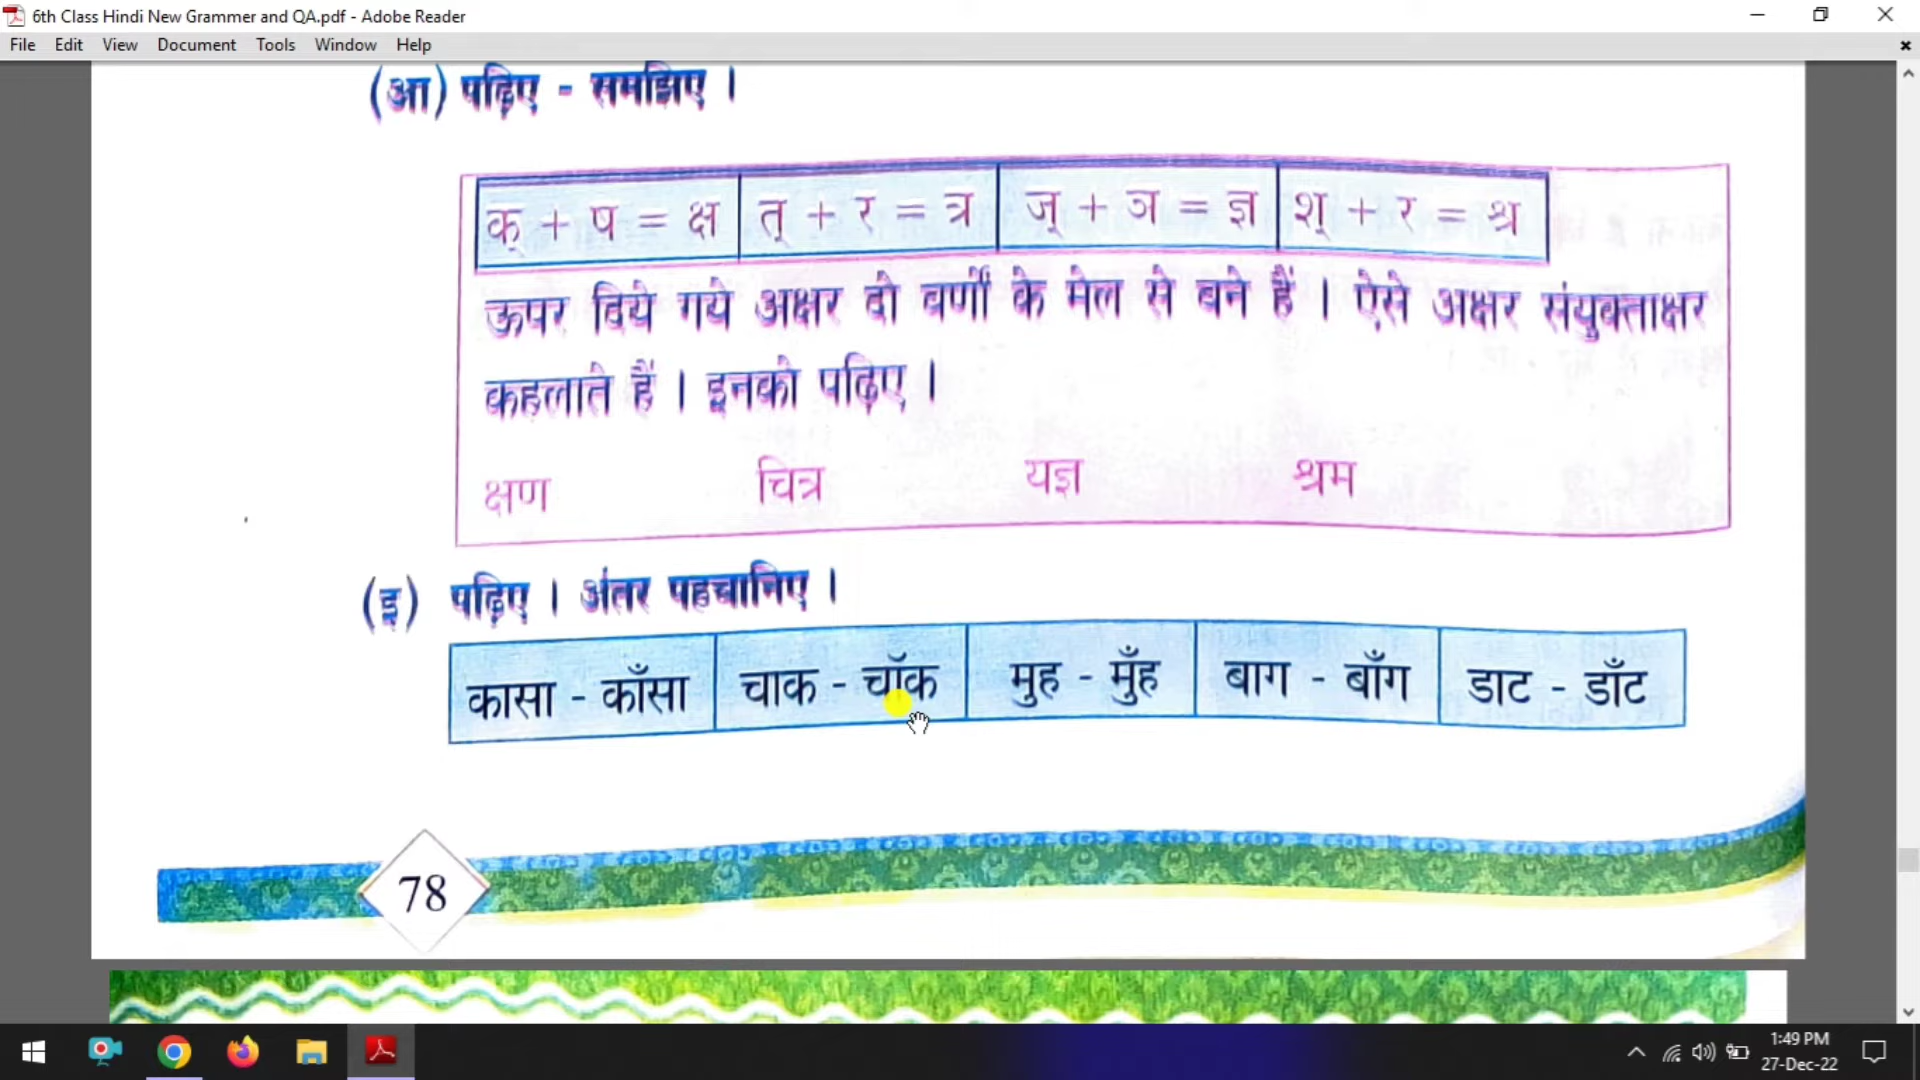 6th Class Hindi New Grammer and QA.pdf - Adobe Reader
File Edit View Document Tools Window Help
(आ) पढ़िए - समझिए ।
क् + ष = क्ष त् + र = त्र ज् + ञ = ज्ञ श् + र = श्र
ऊपर दिये गये अक्षर दो वर्णों के मेल से बने हैं । ऐसे अक्षर संयुक्ताक्षर
कहलाते हैं । इनको पढ़िए ।
क्षण चित्र यज्ञ श्रम
(इ) पढ़िए । अंतर पहचानिए ।
कासा - काँसा चाक - चॉक मुह - मुँह बाग - बाँग डाट - डाँट
78
1:49 PM
27-Dec-22